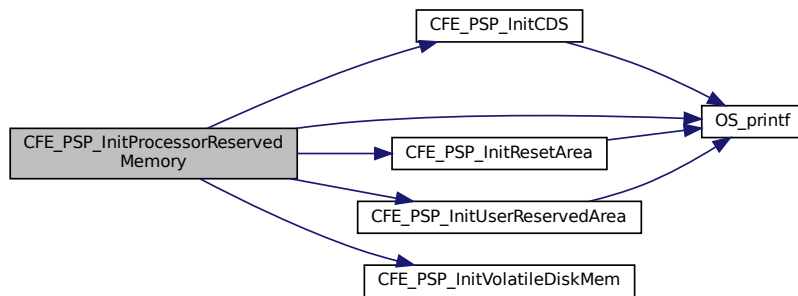 CFE_PSP_InitCDS
OS_printf
CFE_PSP_InitProcessorReserved
Memory
CFE_PSP_InitResetArea
CFE_PSP_InitUserReservedArea
CFE_PSP_InitVolatileDiskMem